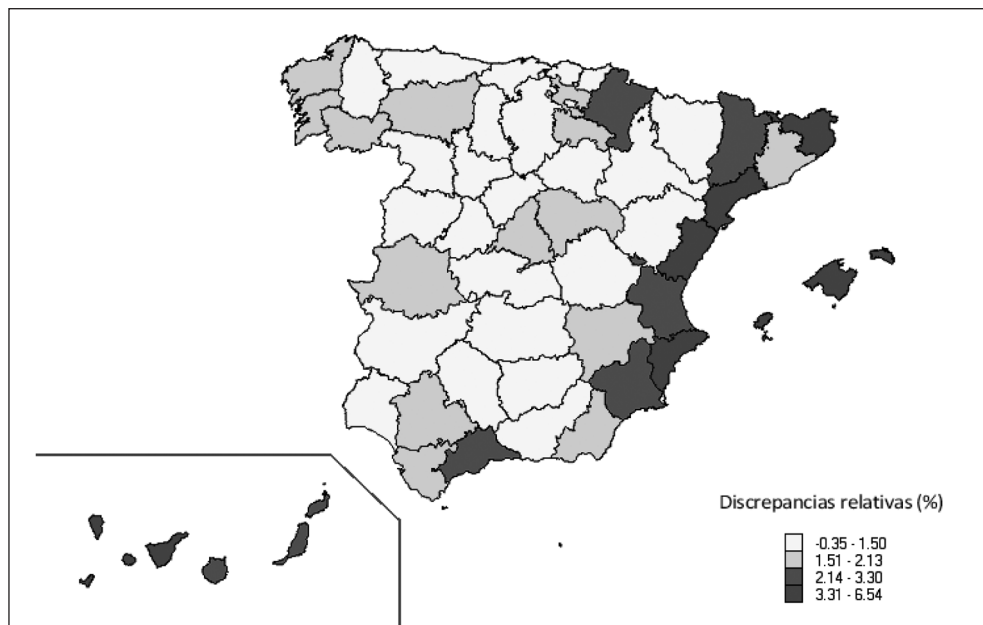 Discrepancias relativas (%)
-0.35 - 1.50
1.51 - 2.13
2.14 - 3.30
3.31 - 6.54